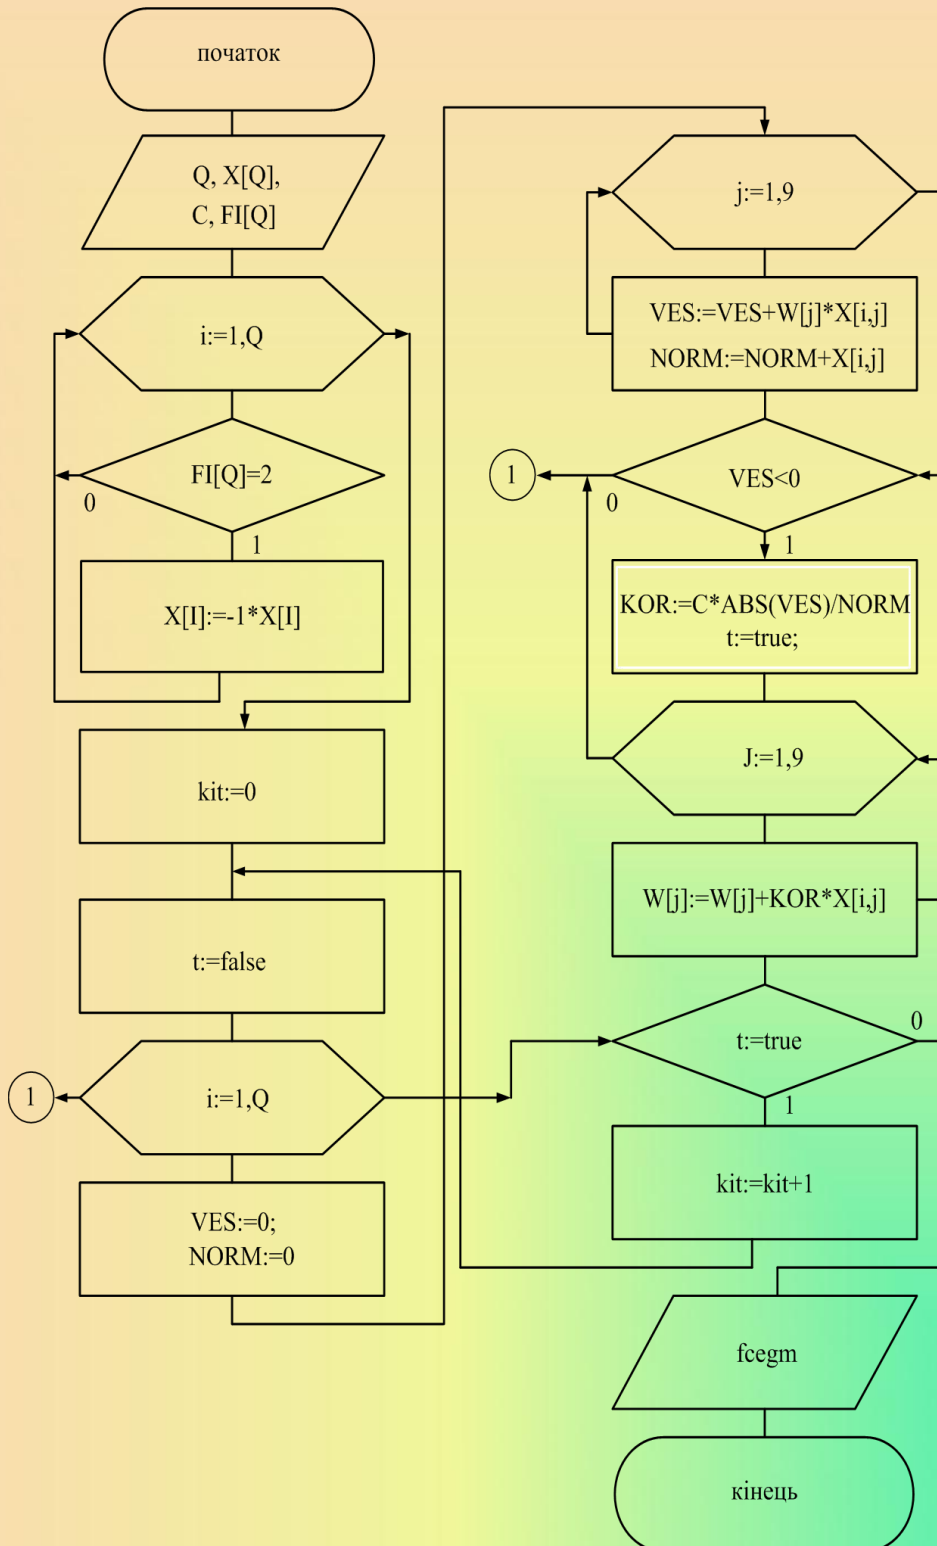 початок
Q, X[Q],
C, FI[Q]
i:=1,Q
FI[Q]=2
0
1
X[I]:=-1*X[I]
kit:=0
t:=false
i:=1,Q
1
VES:=0;
NORM:=0
j:=1,9
VES:=VES+W[j]*X[i,j]
NORM:=NORM+X[i,j]
VES<0
1
0
1
KOR:=C*ABS(VES)/NORM
t:=true;
J:=1,9
W[j]:=W[j]+KOR*X[i,j]
t:=true
0
1
kit:=kit+1
fcegm
кінець